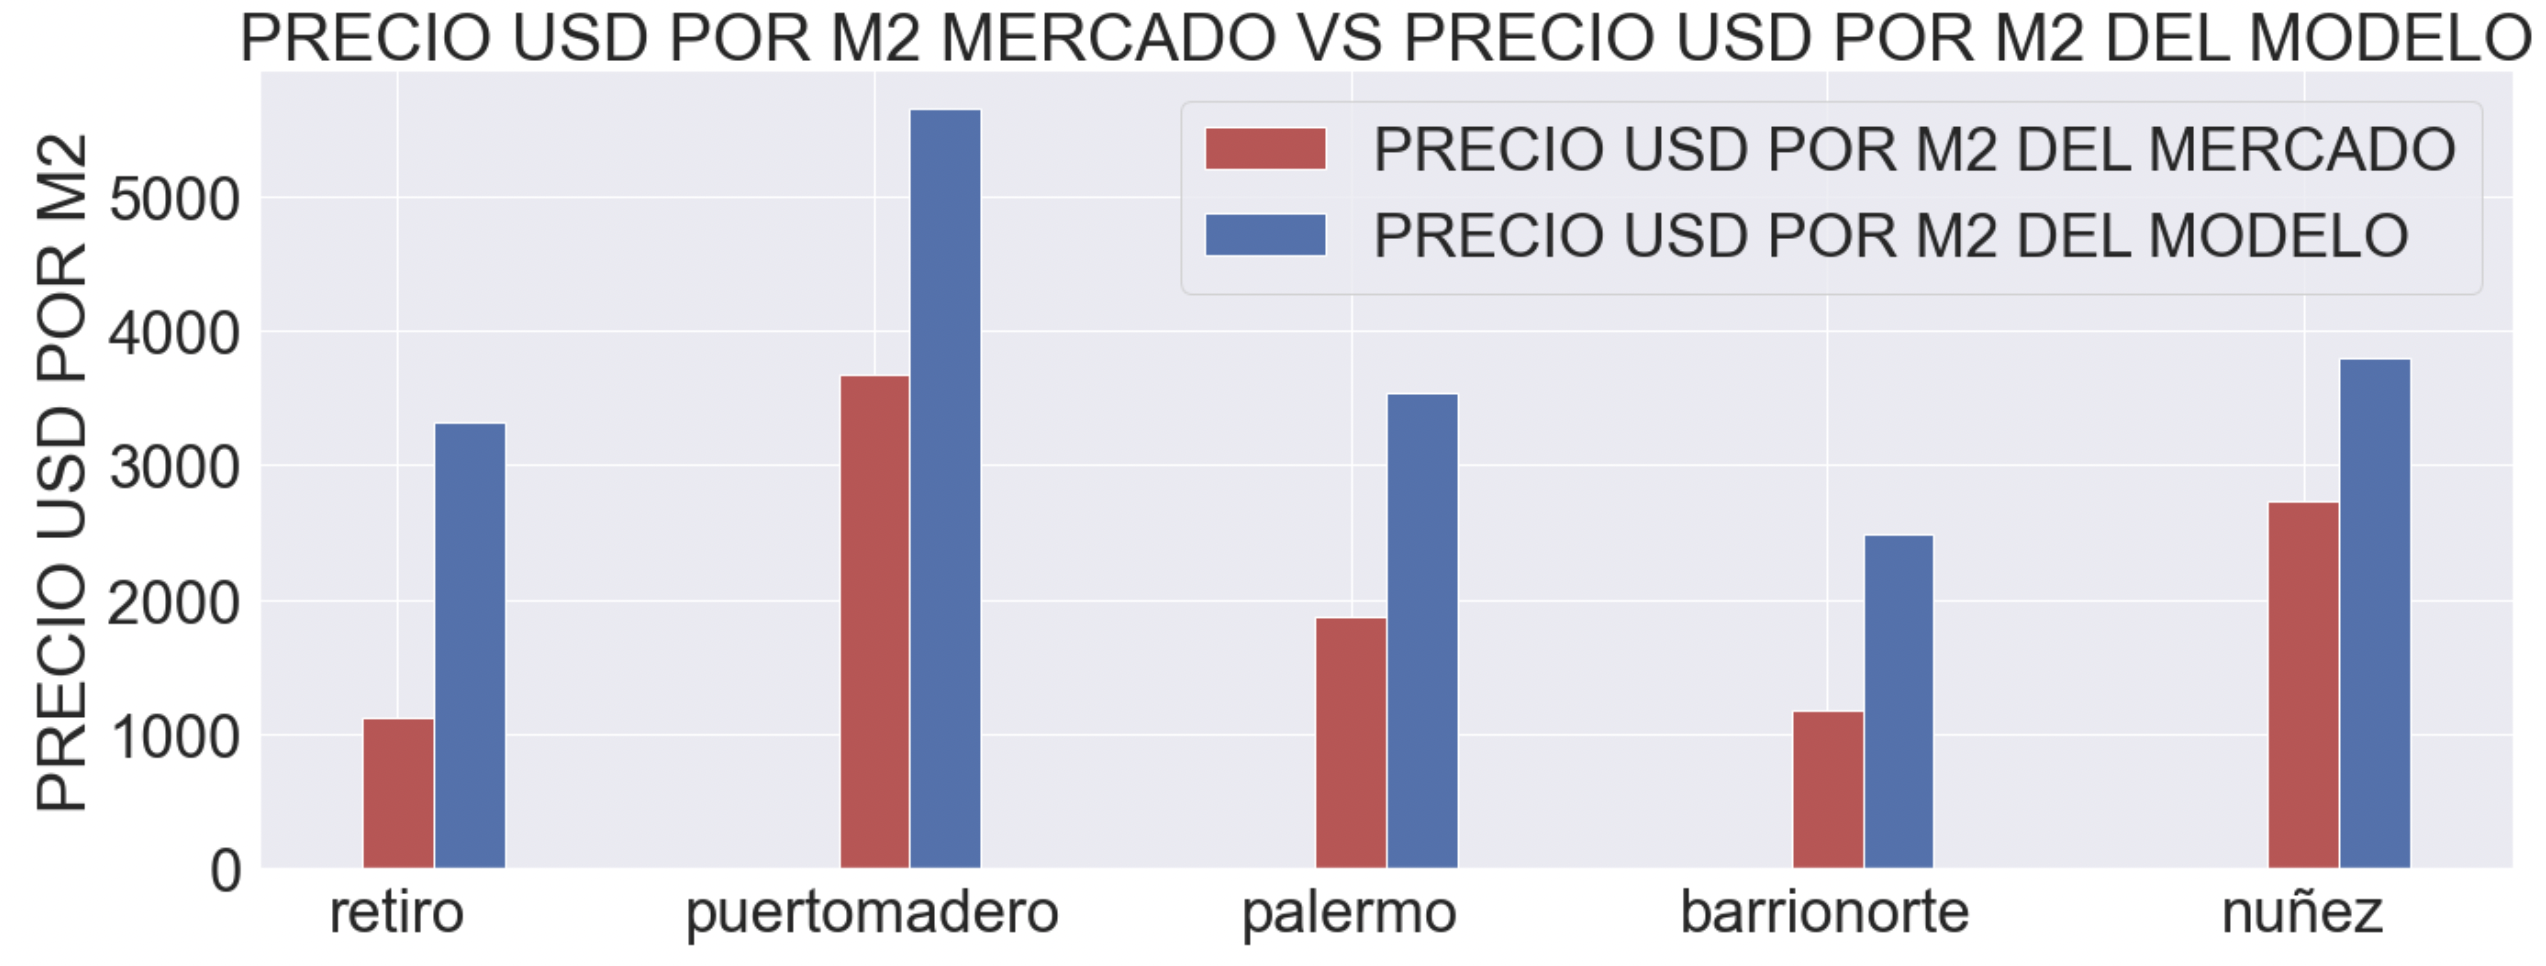 PRECIO USD POR M2 MERCADO VS PRECIO USD POR M2 DEL MODELO
PRECIO USD POR M2 DEL MERCADO
PRECIO USD POR M2 DEL MODELO
PRECIO USD POR M2
5000
4000
3000
2000
1000
0
retiro puertomadero palermo barrionorte nuñez